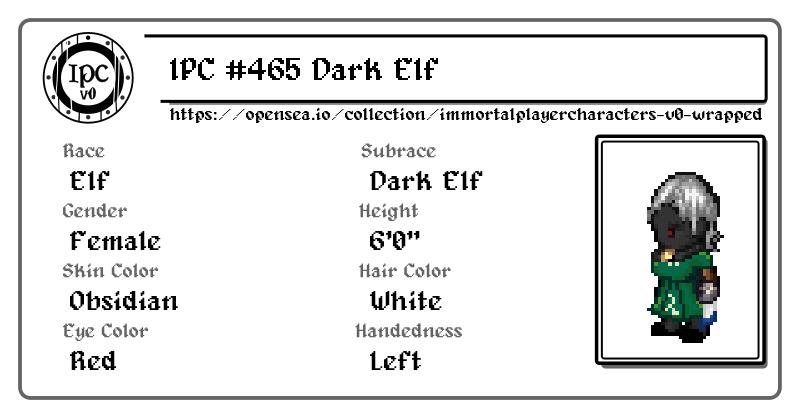 IPC
v0
IPC #465 Dark Elf
https://opensea.io/collection/immortalplayercharacters-v0-wrapped
Race
Elf
Subrace
Dark Elf
Gender
Female
Height
6'0"
Skin Color
Obsidian
Hair Color
White
Eye Color
Red
Handedness
Left